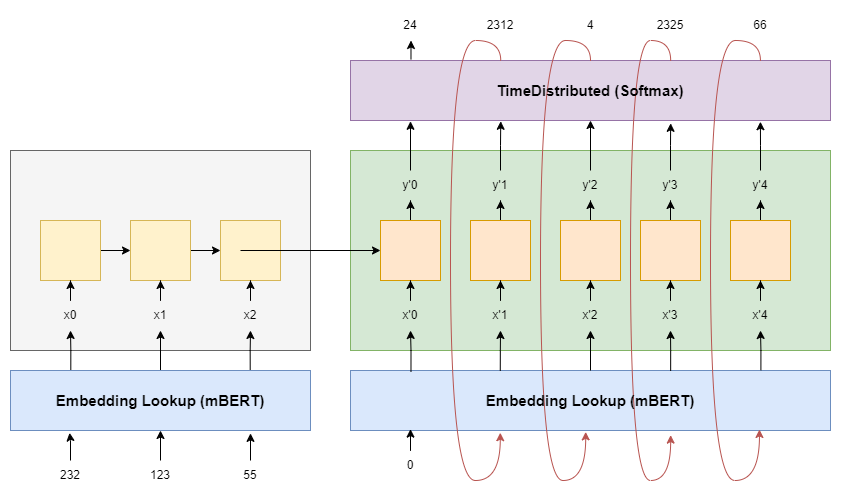 24 2312 4 2325 66
TimeDistributed (Softmax)
y'0 y'1 y'2 y'3 y'4
x0 x1 x2 x'0 x'1 x'2 x'3 x'4
Embedding Lookup (mBERT) Embedding Lookup (mBERT)
0
232 123 55